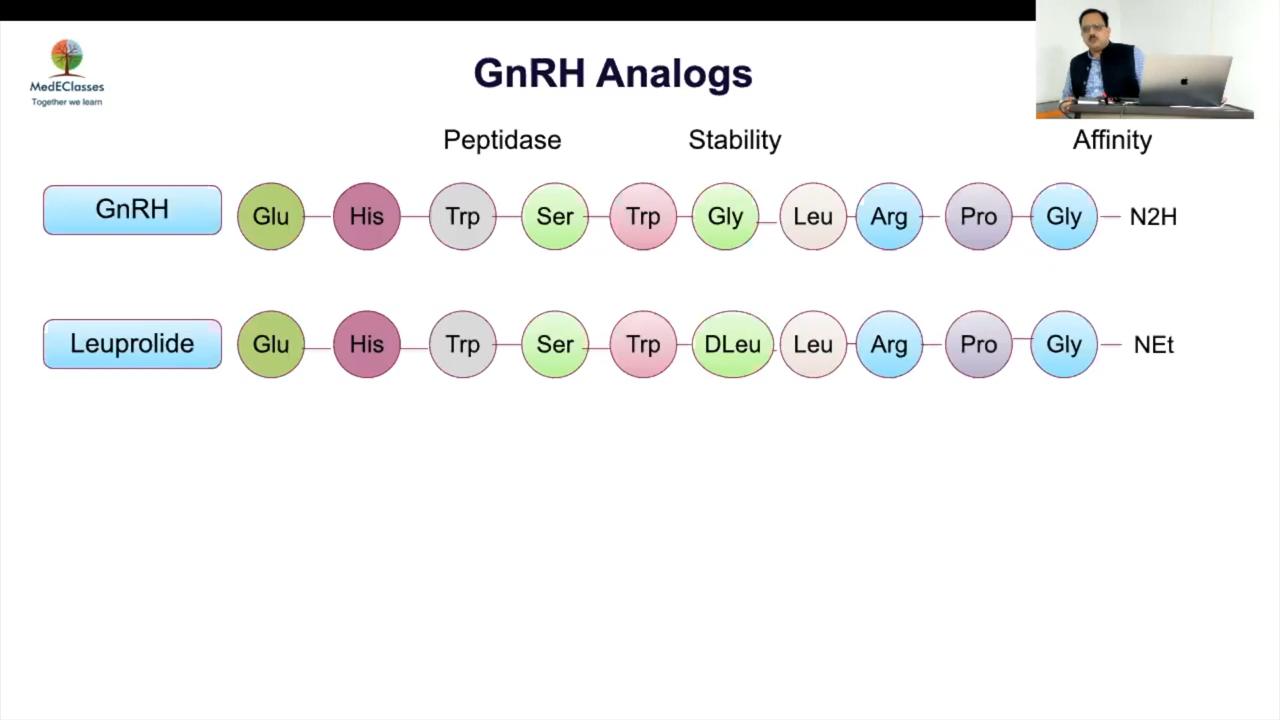 MedEClasses
Together we learn
GnRH Analogs
Peptidase Stability Affinity
GnRH Glu His Trp Ser Trp Gly Leu Arg Pro Gly N2H
Leuprolide Glu His Trp Ser Trp DLeu Leu Arg Pro Gly NEt